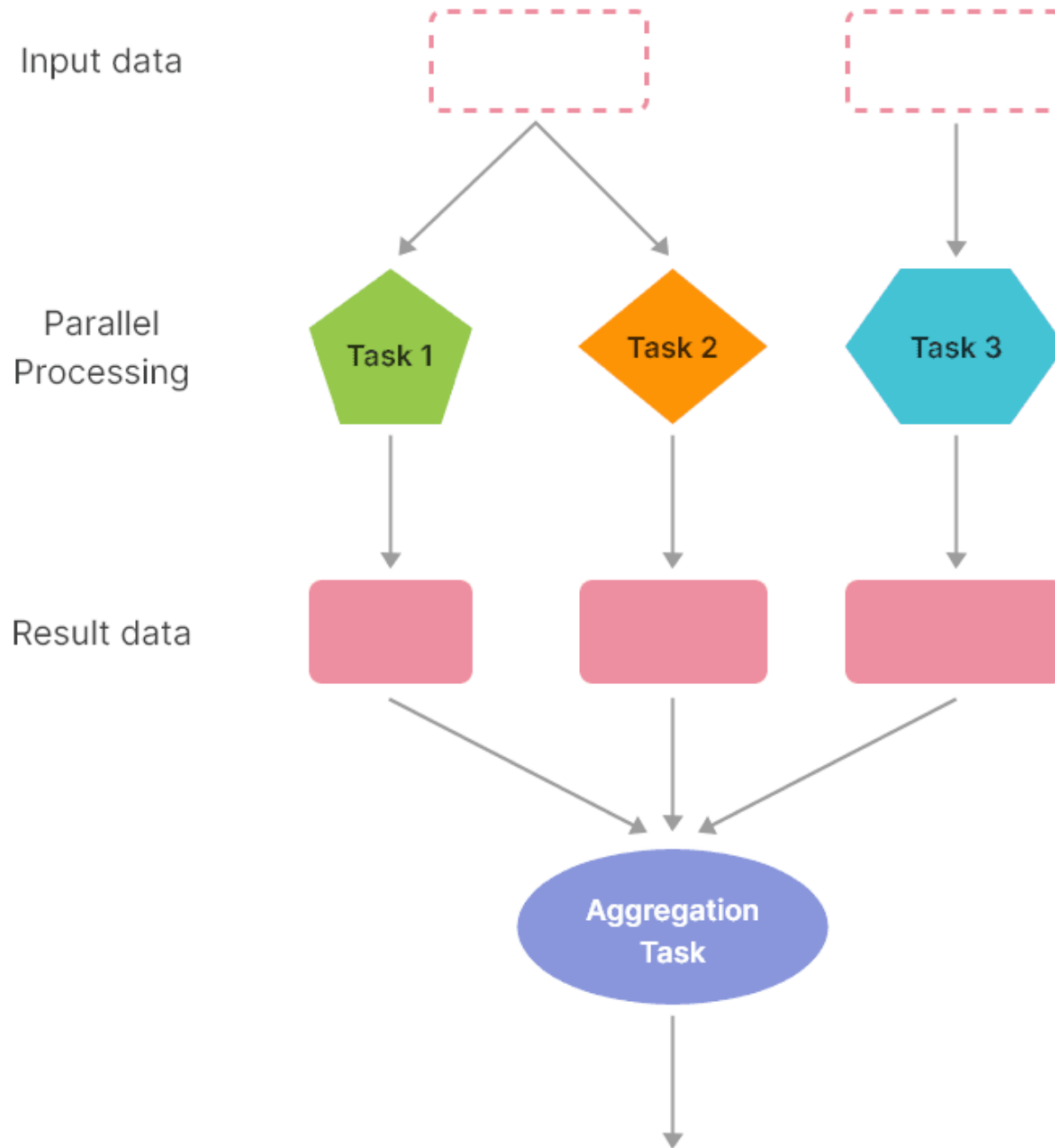 Input data
Parallel
Processing
Task 1
Task 2
Task 3
Result data
Aggregation
Task